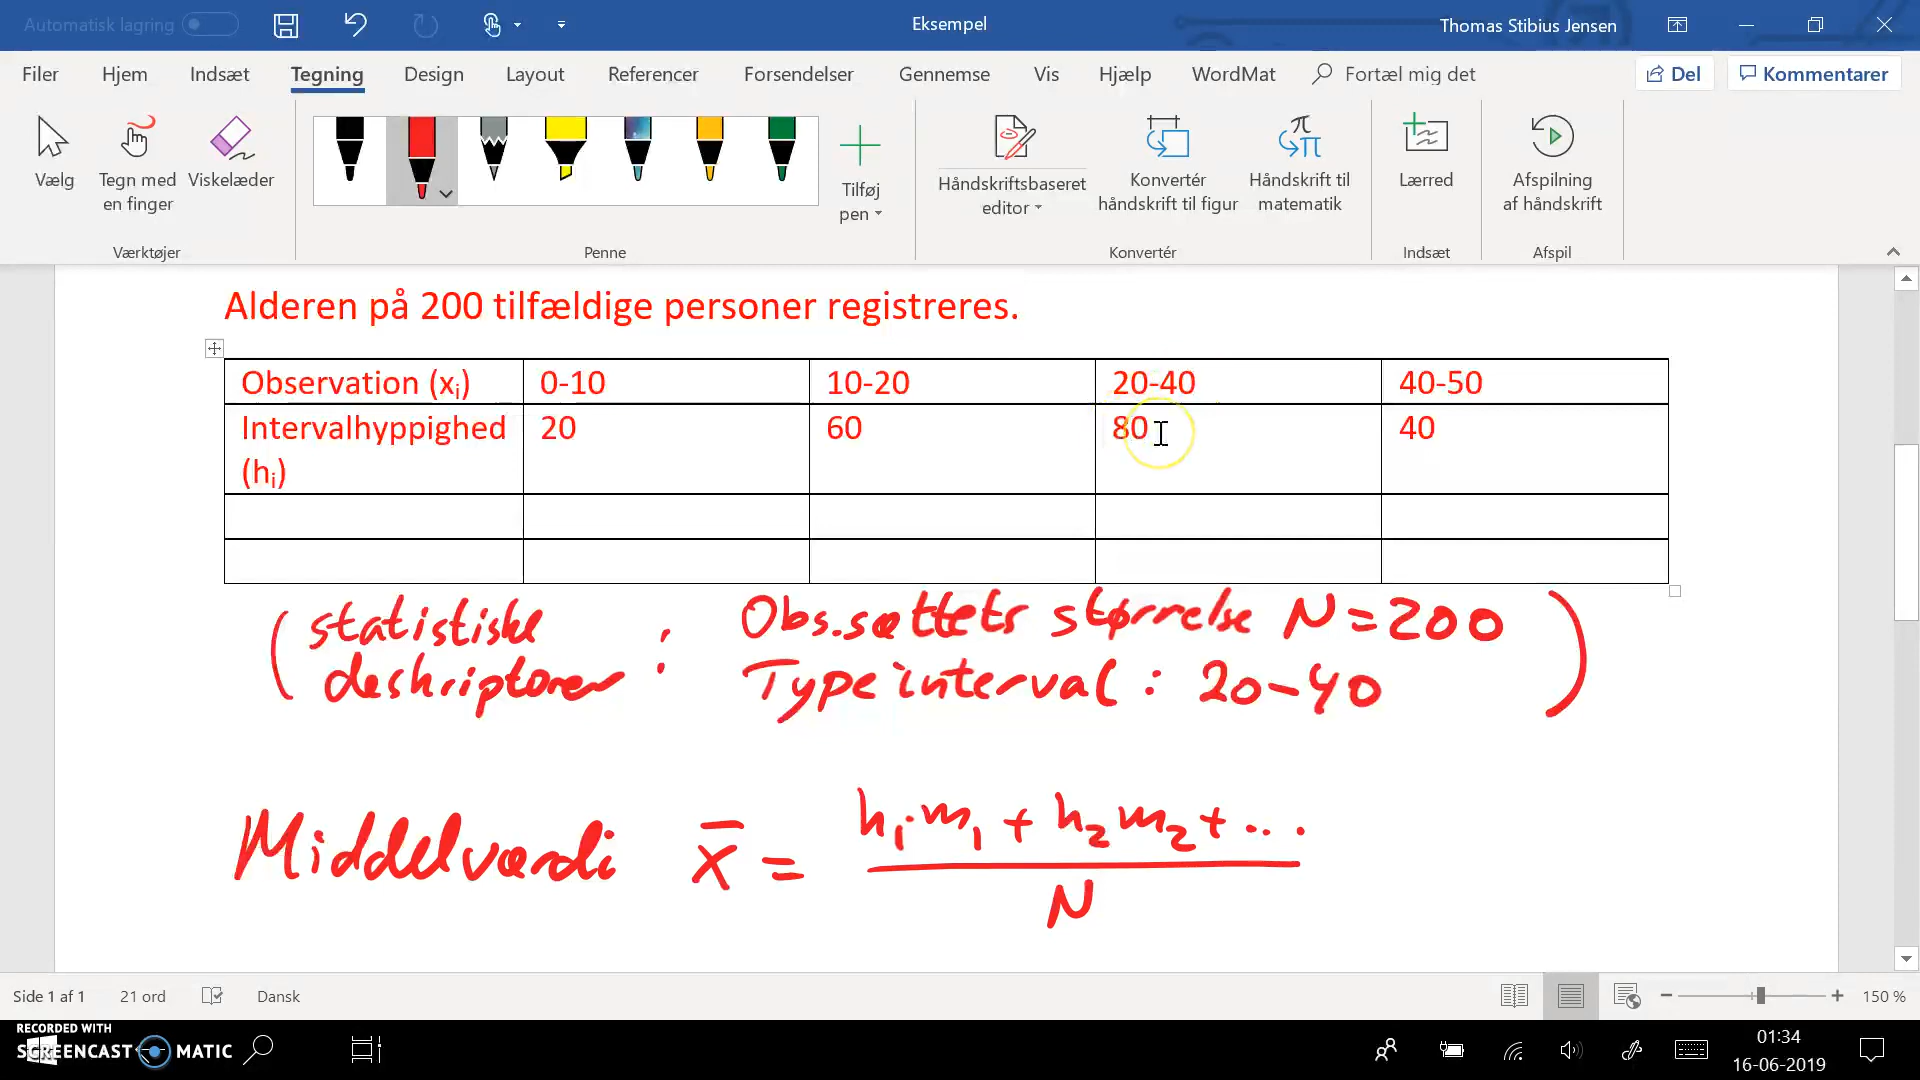 Automatisk lagring
Eksempel
Thomas Stibius Jensen
Filer Hjem Indsæt Tegning Design Layout Referencer Forsendelser Gennemse Vis Hjælp WordMat Fortæl mig det Del Kommentarer
Vælg
Tegn med
en finger
Viskelæder
Værktøjer
Tilføj
pen
Penne
Håndskriftsbaseret
editor
Konvertér
håndskrift til figur
Håndskrift til
matematik
Konvertér
Lærred
Indsæt
Afspilning
af håndskrift
Afspil
Alderen på 200 tilfældige personer registreres.
Observation (xᵢ) 0-10 10-20 20-40 40-50
Intervalhyppighed 20 60 80 40
(hᵢ)
(statistiske : Obs.sættets størrelse N=200
deskriptorer Typeinterval: 20-40)
Middelværdi x̄ = h₁m₁ + h₂m₂ + ...
N
Side 1 af 1 21 ord Dansk 150 %
RECORDED WITH
SCREENCAST MATIC
01:34
16-06-2019